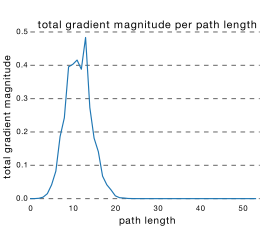 total gradient magnitude per path length
0.5
0.4
0.3
0.2
0.1
0.0
total gradient magnitude
0 10 20 30 40 50
path length